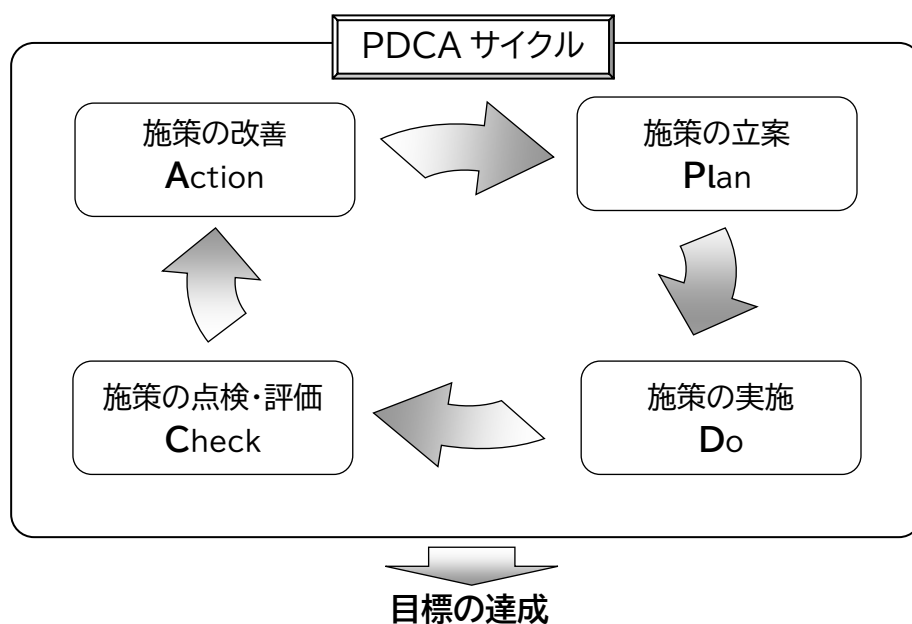 PDCA サイクル
施策の改善
Action
施策の立案
Plan
施策の点検・評価
Check
施策の実施
Do
目標の達成